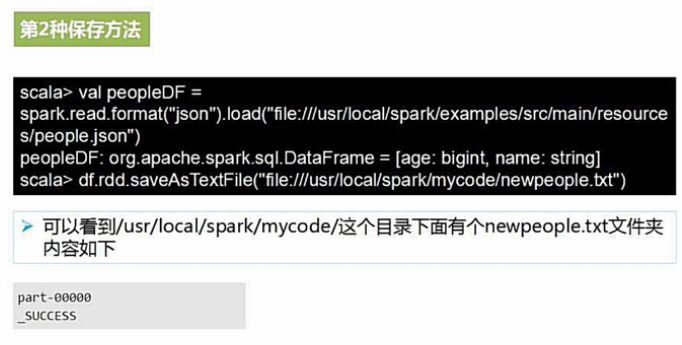 第2种保存方法
scala> val peopleDF =
spark.read.format("json").load("file:///usr/local/spark/examples/src/main/resource
s/people.json")
peopleDF: org.apache.spark.sql.DataFrame = [age: bigint, name: string]
scala> df.rdd.saveAsTextFile("file:///usr/local/spark/mycode/newpeople.txt")
➢ 可以看到/usr/local/spark/mycode/这个目录下面有个newpeople.txt文件夹
内容如下
part-00000
_SUCCESS